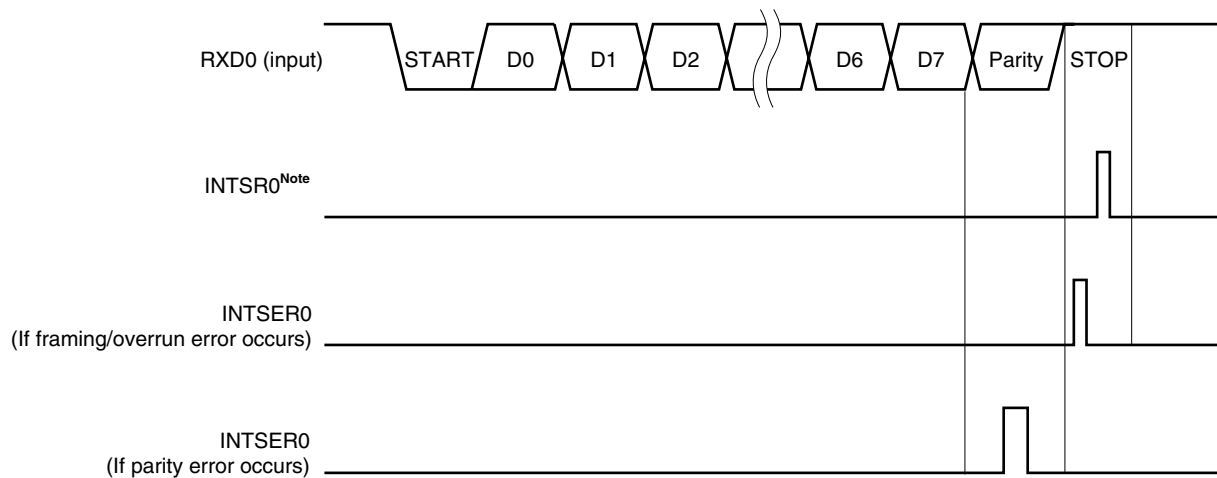 RXD0 (input) START D0 D1 D2 D6 D7 Parity STOP
INTSR0Note
INTSER0
(If framing/overrun error occurs)
INTSER0
(If parity error occurs)